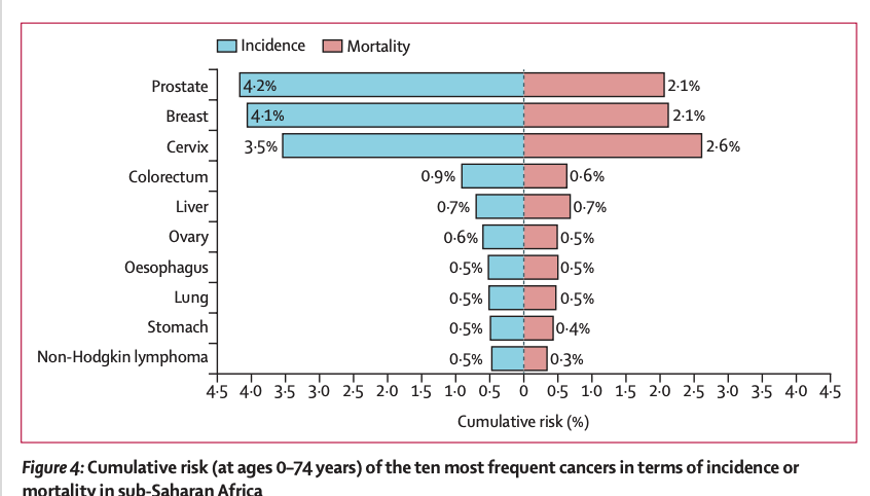 Incidence Mortality
Prostate 4·2% 2·1%
Breast 4·1% 2·1%
Cervix 3·5% 2·6%
Colorectum 0·9% 0·6%
Liver 0·7% 0·7%
Ovary 0·6% 0·5%
Oesophagus 0·5% 0·5%
Lung 0·5% 0·5%
Stomach 0·5% 0·4%
Non-Hodgkin lymphoma 0·5% 0·3%
4·5 4·0 3·5 3·0 2·5 2·0 1·5 1·0 0·5 0 0·5 1·0 1·5 2·0 2·5 3·0 3·5 4·0 4·5
Cumulative risk (%)
Figure 4: Cumulative risk (at ages 0–74 years) of the ten most frequent cancers in terms of incidence or
mortality in sub-Saharan Africa